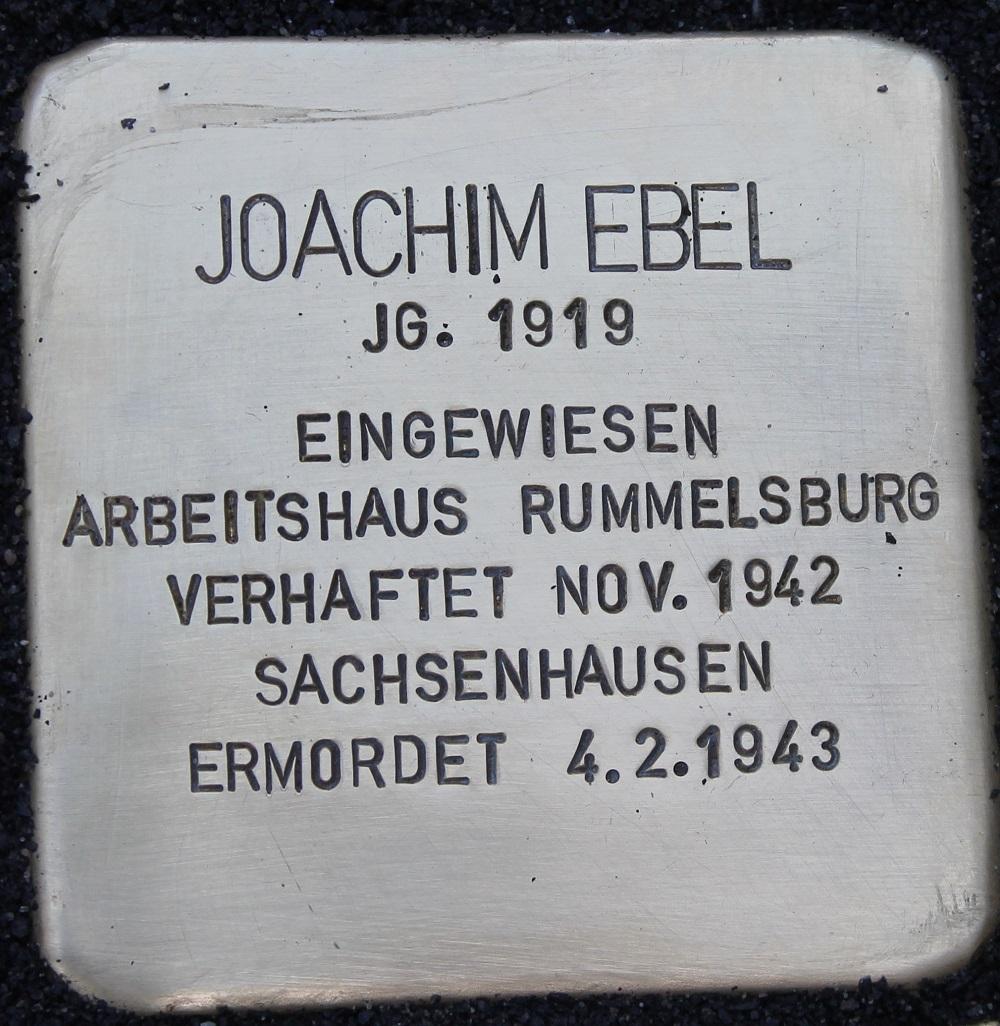 JOACHIM EBEL
JG. 1919
EINGEWIESEN
ARBEITSHAUS RUMMELSBURG
VERHAFTET NOV. 1942
SACHSENHAUSEN
ERMORDET 4.2.1943